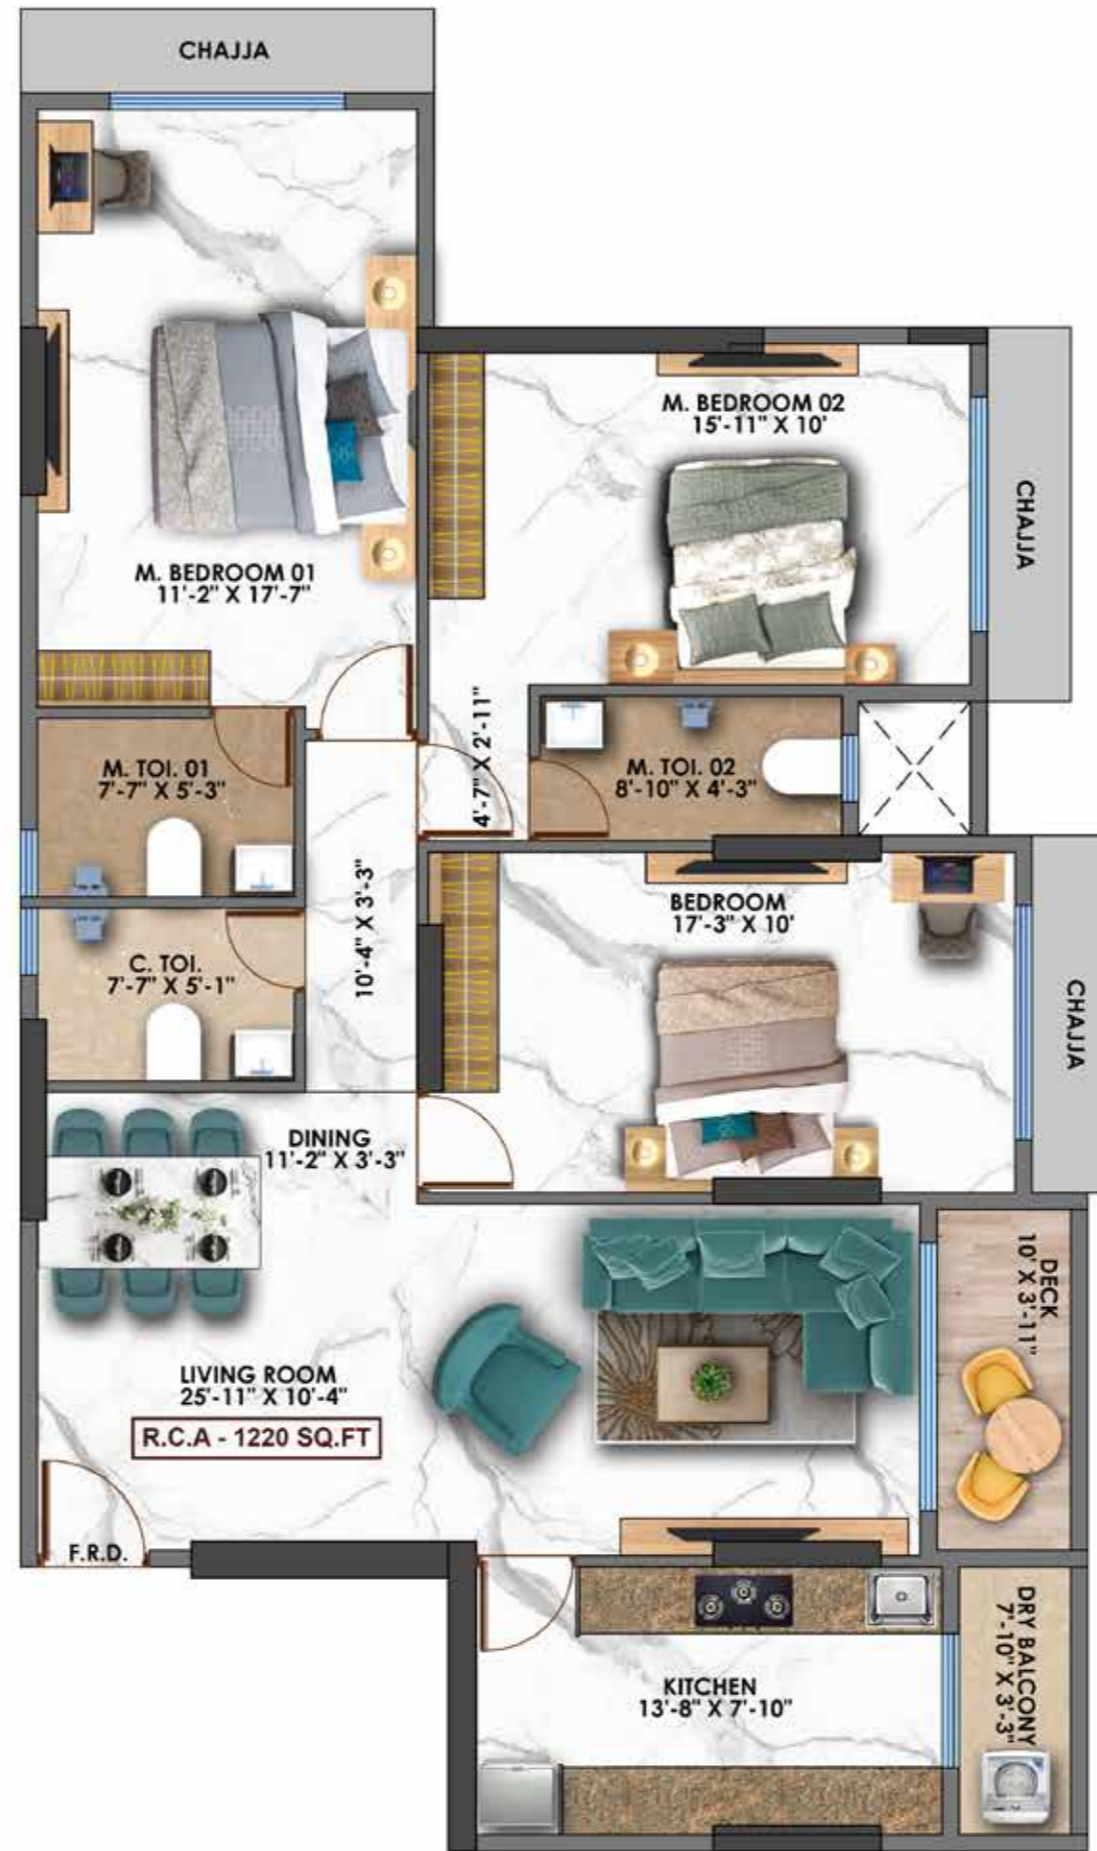 CHAJJA
M. BEDROOM 01
11'-2" X 17'-7"
M. BEDROOM 02
15'-11" X 10'
CHAJJA
4'-7" X 2'-11"
M. TOI. 01
7'-7" X 5'-3"
M. TOI. 02
8'-10" X 4'-3"
10'-4" X 3'-3"
BEDROOM
17'-3" X 10'
C. TOI.
7'-7" X 5'-1"
CHAJJA
DINING
11'-2" X 3'-3"
DECK
10' X 3'-11"
LIVING ROOM
25'-11" X 10'-4"
R.C.A - 1220 SQ.FT
F.R.D.
KITCHEN
13'-8" X 7'-10"
DRY BALCONY
7'-10" X 3'-3"